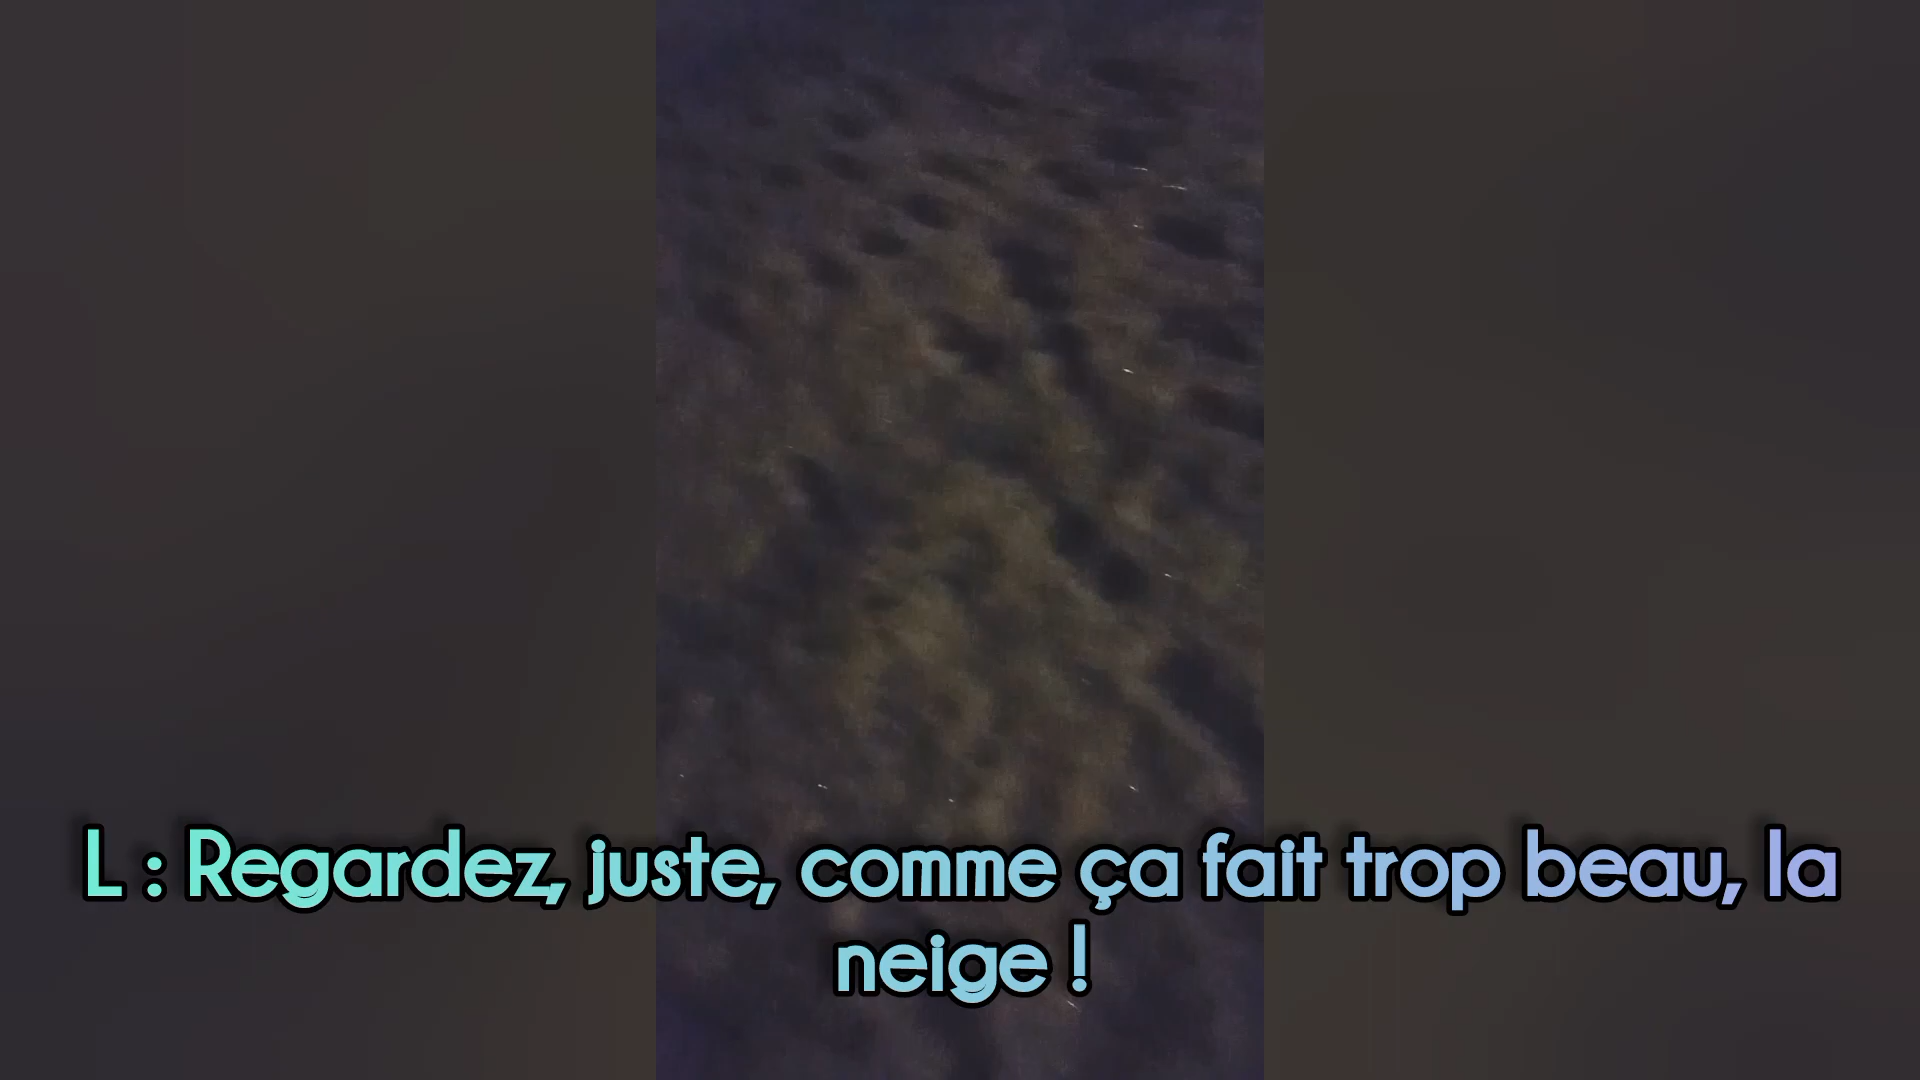 L : Regardez, juste, comme ça fait trop beau, la
neige !